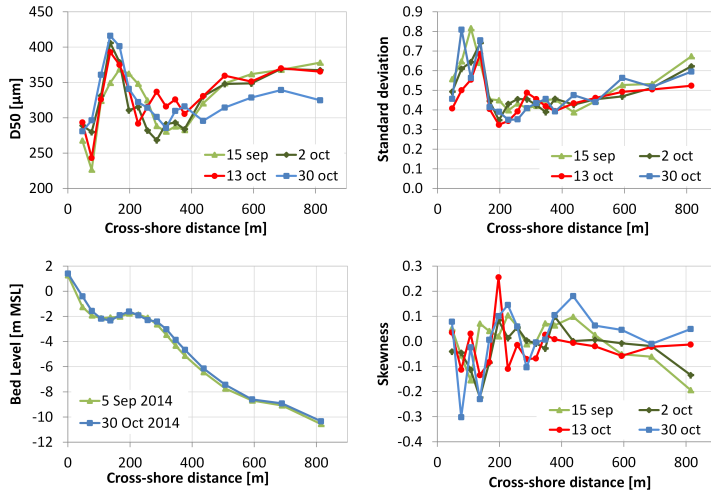 D50 [μm]
450
400
350
300
250
200
0 200 400 600 800
15 sep 2 oct
13 oct 30 oct
Cross-shore distance [m]
Standard deviation
0.9
0.8
0.7
0.6
0.5
0.4
0.3
0.2
0.1
0.0
0 200 400 600 800
15 sep 2 oct
13 oct 30 oct
Cross-shore distance [m]
Bed Level [m MSL]
2
0
-2
-4
-6
-8
-10
-12
0 200 400 600 800
5 Sep 2014
30 Oct 2014
Cross-shore distance [m]
Skewness
0.3
0.2
0.1
0.0
-0.1
-0.2
-0.3
-0.4
0 200 400 600 800
15 sep 2 oct
13 oct 30 oct
Cross-shore distance [m]